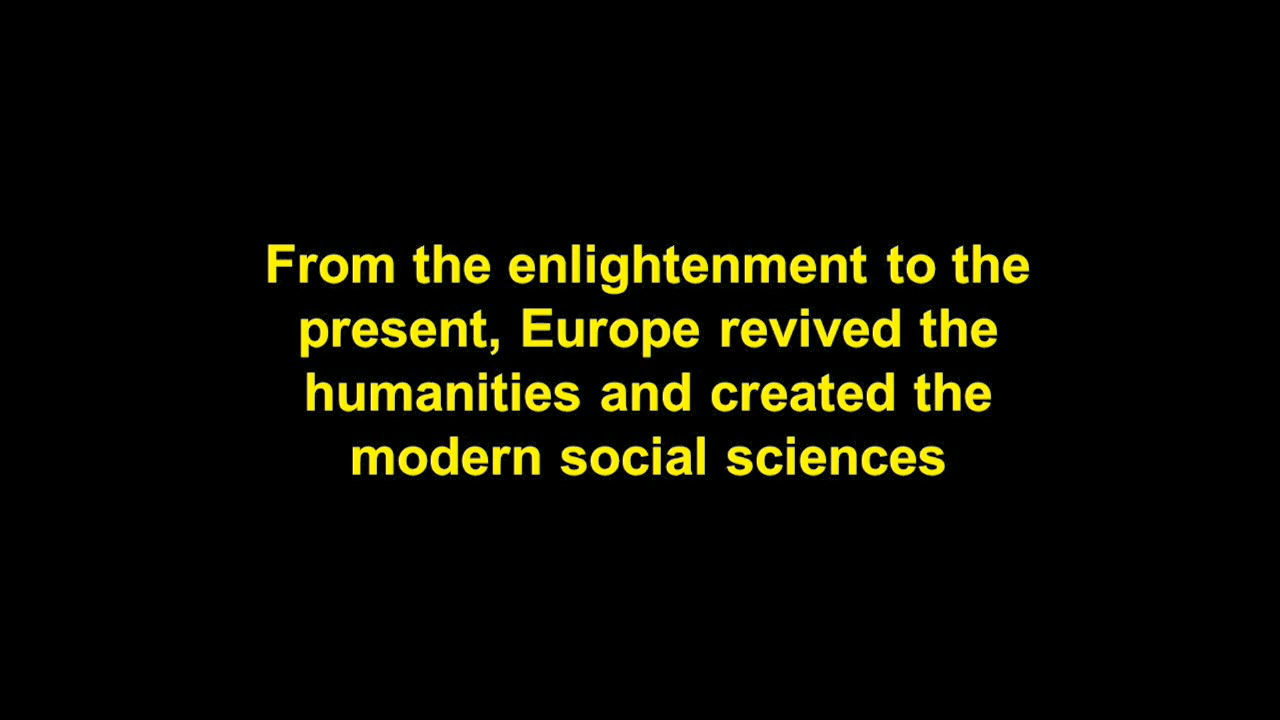 From the enlightenment to the
present, Europe revived the
humanities and created the
modern social sciences